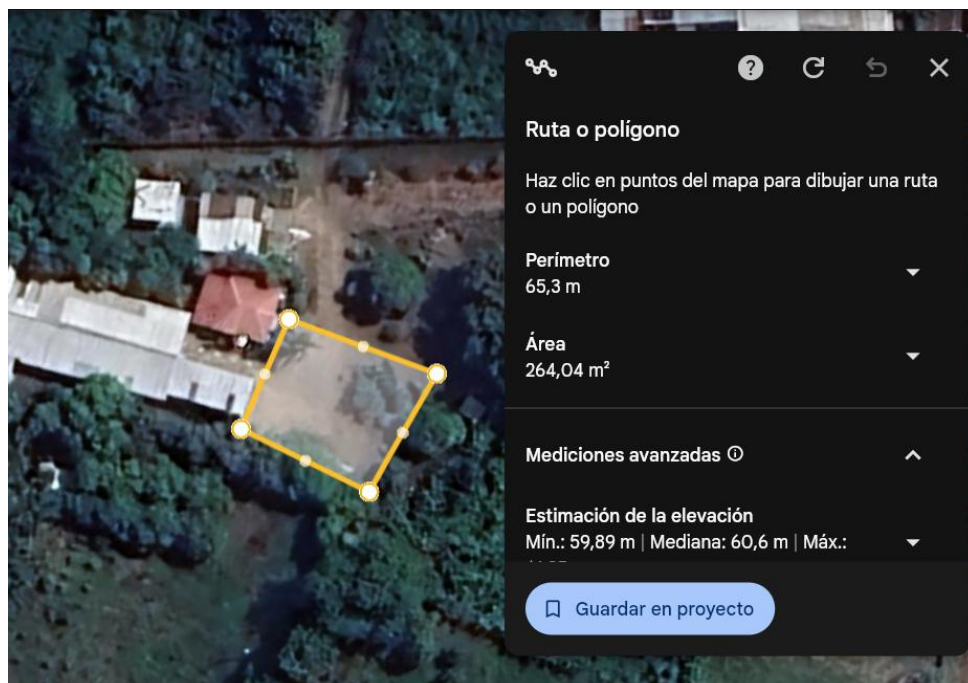 Ruta o polígono
Haz clic en puntos del mapa para dibujar una ruta
o un polígono
Perímetro
65,3 m
Área
264,04 m²
Mediciones avanzadas
Estimación de la elevación
Mín.: 59,89 m | Mediana: 60,6 m | Máx.:
Guardar en proyecto